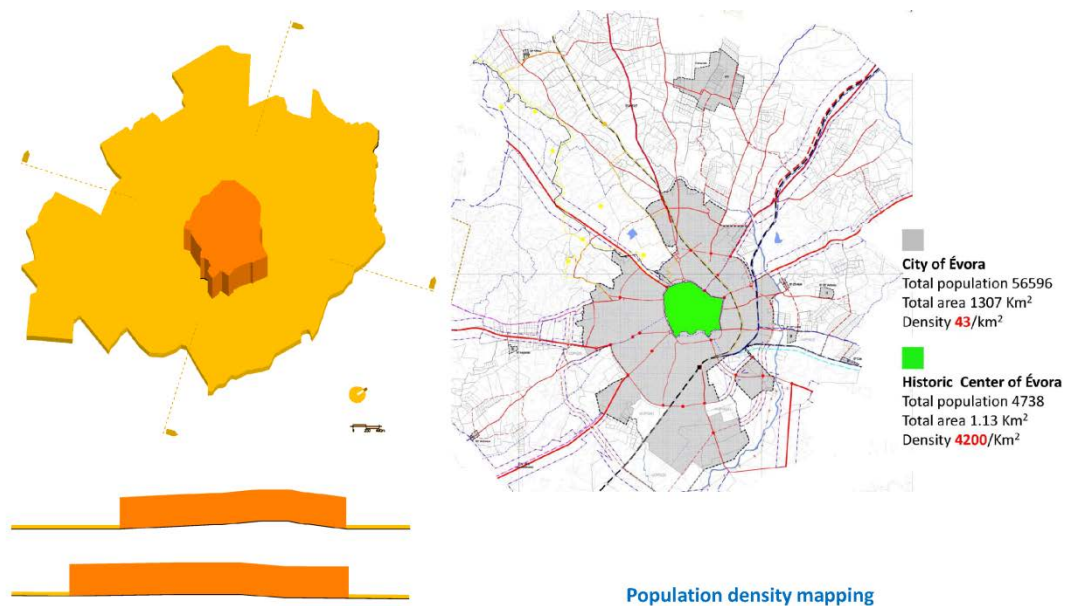 City of Évora
Total population 56596
Total area 1307 Km²
Density 43/km²
Historic Center of Évora
Total population 4738
Total area 1.13 Km²
Density 4200/Km²
Population density mapping